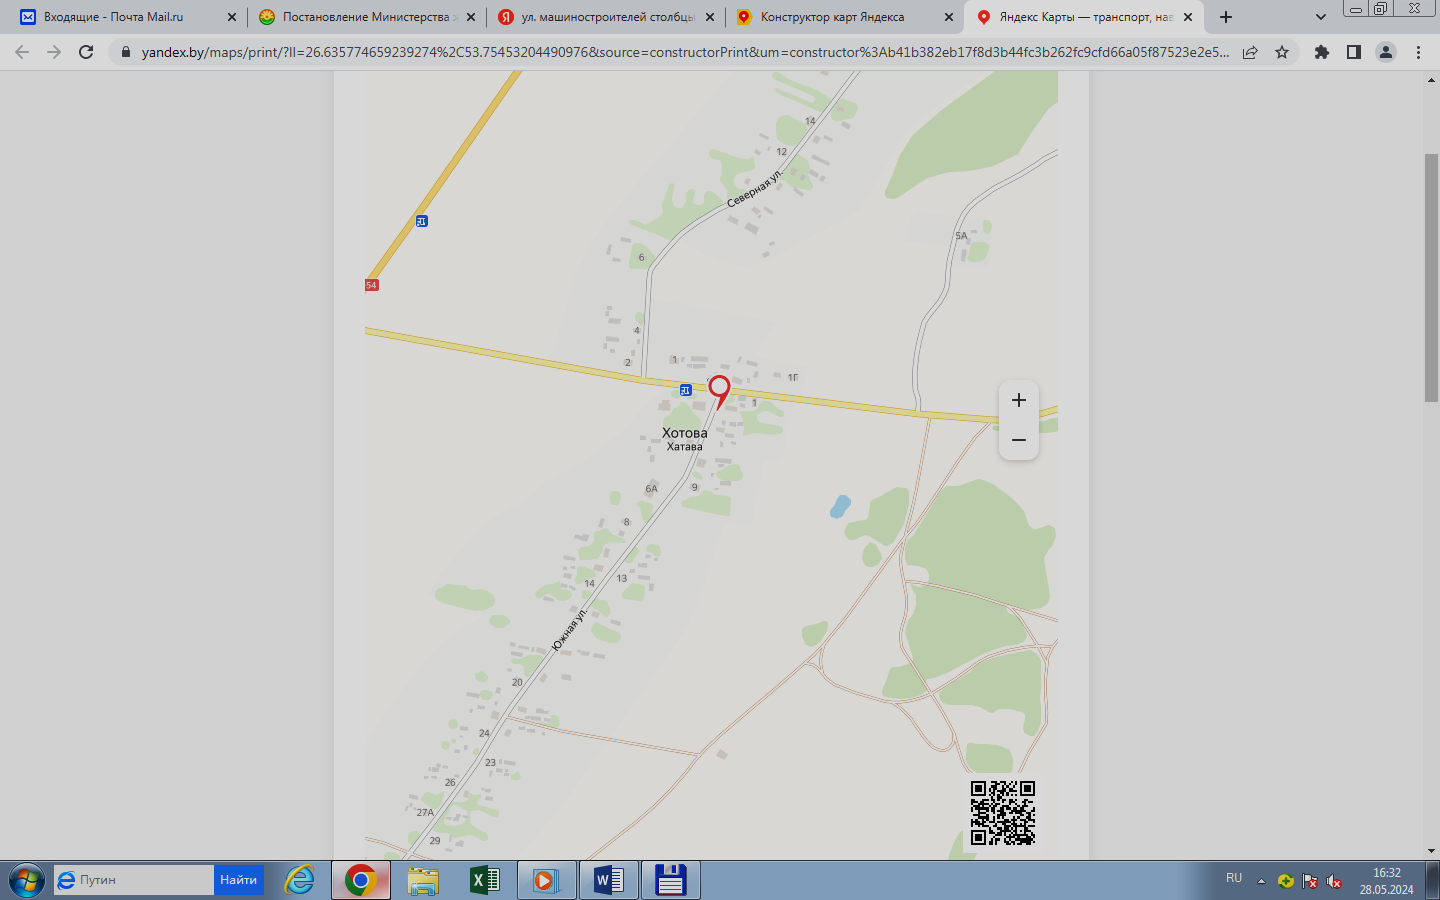 Входящие - Почта Mail.ru
Постановление Министерства
ул. машиностроителей столбцы
Конструктор карт Яндекса
Яндекс Карты — транспорт, нав
yandex.by/maps/print/?ll=26.635774659239274%2C53.75453204490976&source=constructorPrint&um=constructor%3Ab41b382eb17f8d3b44fc3b262fc9cfd66a05f87523e2e5...
14
12
Северная ул.
5А
6
54
4
2
1
1Г
1
Хотова
Хатава
6А
9
8
14
13
Южная ул.
20
24
23
26
27А
29
+
−
Путин
Найти
RU
16:32
28.05.2024